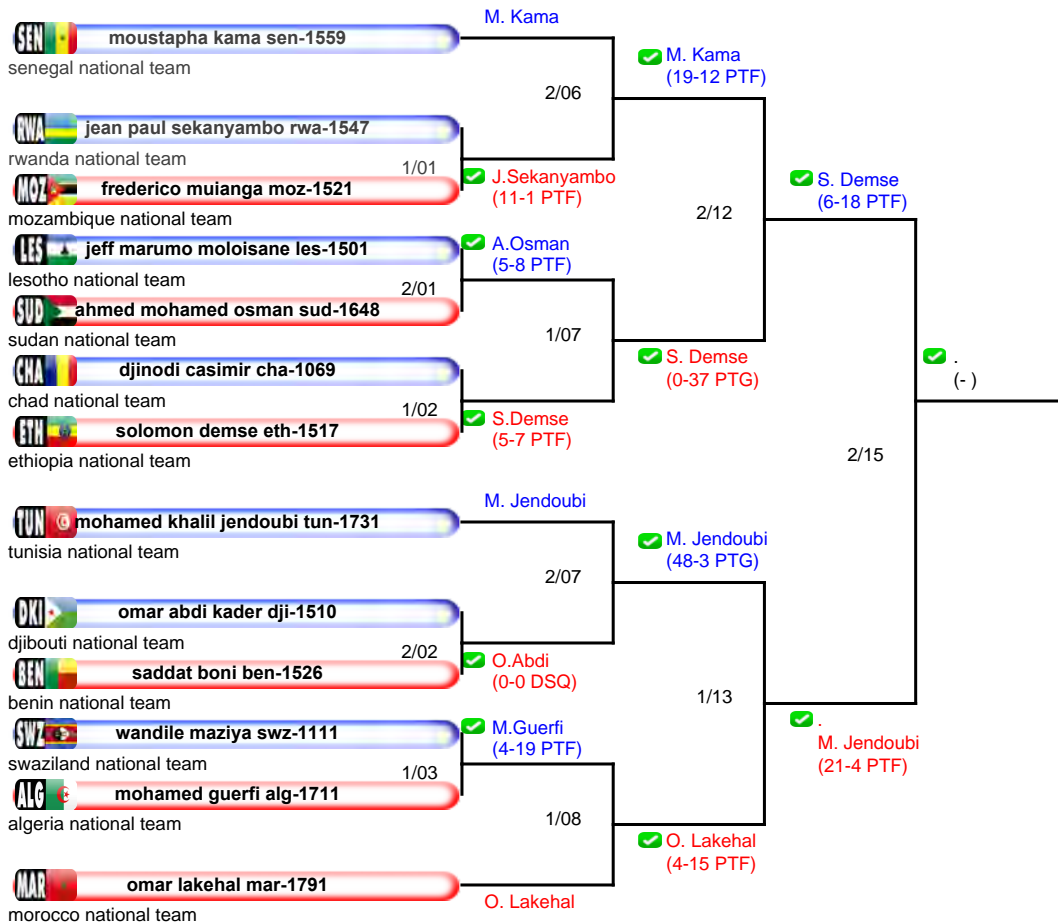 SEN moustapha kama sen-1559
senegal national team
M. Kama
2/06
M. Kama
(19-12 PTF)
RWA jean paul sekanyambo rwa-1547
rwanda national team
1/01
MOZ frederico muianga moz-1521
mozambique national team
J.Sekanyambo
(11-1 PTF)
2/12
S. Demse
(6-18 PTF)
LES jeff marumo moloisane les-1501
lesotho national team
2/01
A.Osman
(5-8 PTF)
SUD ahmed mohamed osman sud-1648
sudan national team
1/07
S. Demse
(0-37 PTG)
CHA djinodi casimir cha-1069
chad national team
1/02
ETH solomon demse eth-1517
ethiopia national team
S.Demse
(5-7 PTF)
.
(- )
2/15
TUN mohamed khalil jendoubi tun-1731
tunisia national team
M. Jendoubi
2/07
M. Jendoubi
(48-3 PTG)
DKI omar abdi kader dji-1510
djibouti national team
2/02
BEN saddat boni ben-1526
benin national team
O.Abdi
(0-0 DSQ)
1/13
.
M. Jendoubi
(21-4 PTF)
SWZ wandile maziya swz-1111
swaziland national team
1/03
M.Guerfi
(4-19 PTF)
ALG mohamed guerfi alg-1711
algeria national team
1/08
O. Lakehal
(4-15 PTF)
MAR omar lakehal mar-1791
morocco national team
O. Lakehal